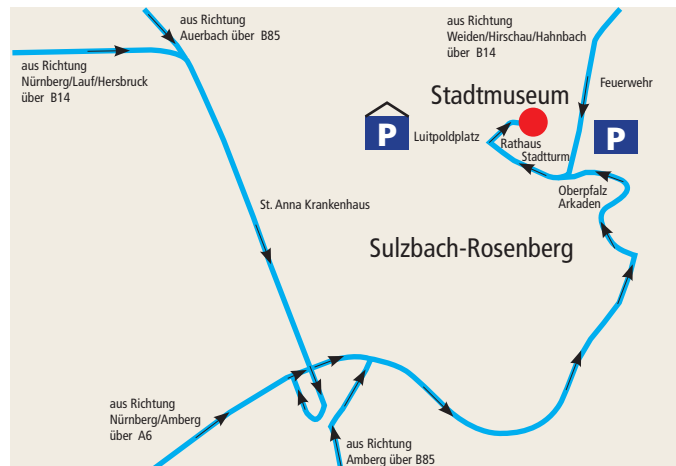 aus Richtung
Auerbach über B85
aus Richtung
Weiden/Hirschau/Hahnbach
über B14
aus Richtung
Nürnberg/Lauf/Hersbruck
über B14
Feuerwehr
Stadtmuseum
P
Luitpoldplatz
Rathaus
Stadtturm
P
Oberpfalz
Arkaden
St. Anna Krankenhaus
Sulzbach-Rosenberg
aus Richtung
Nürnberg/Amberg
über A6
aus Richtung
Amberg über B85